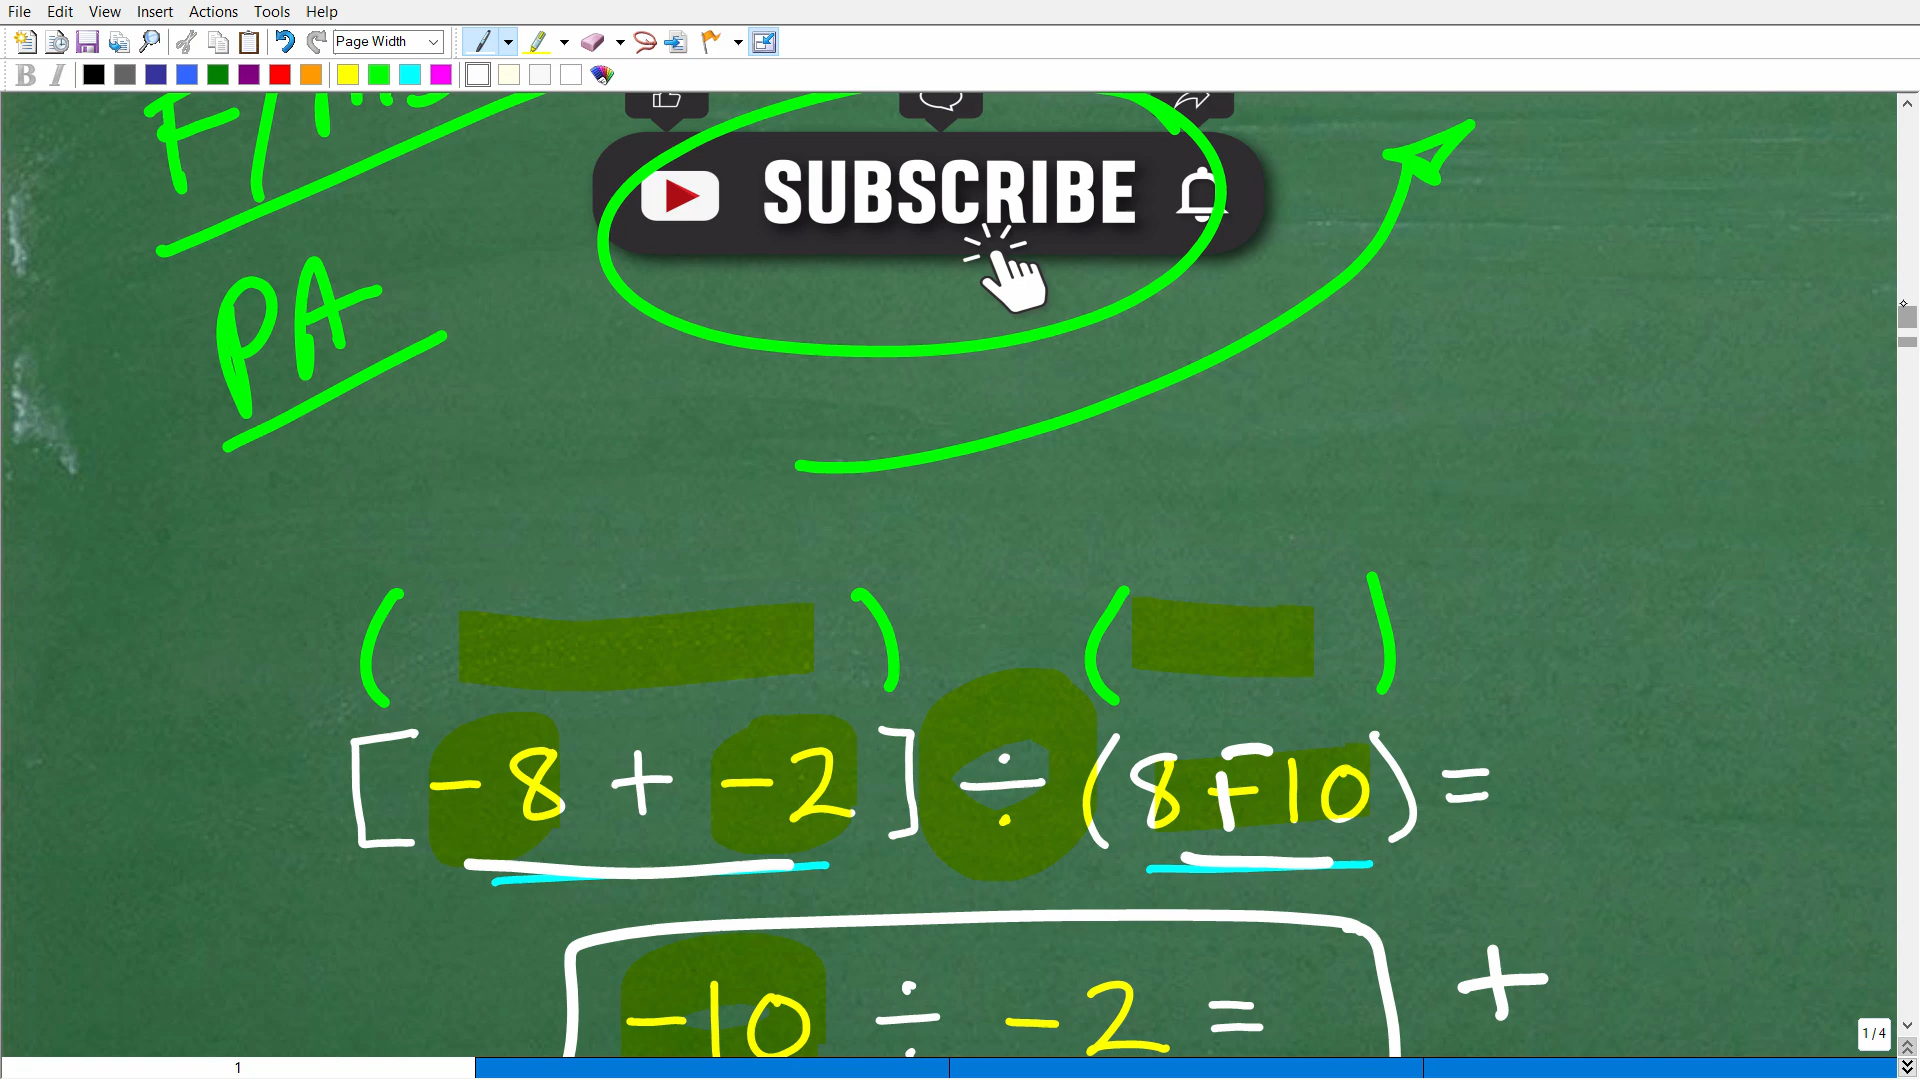 File Edit View Insert Actions Tools Help
Page Width
B I
SUBSCRIBE
PA
( ) ( )
[ -8 + -2 ] ÷ (8 + -10) =
-10 ÷ -2 = +
1 / 4
1